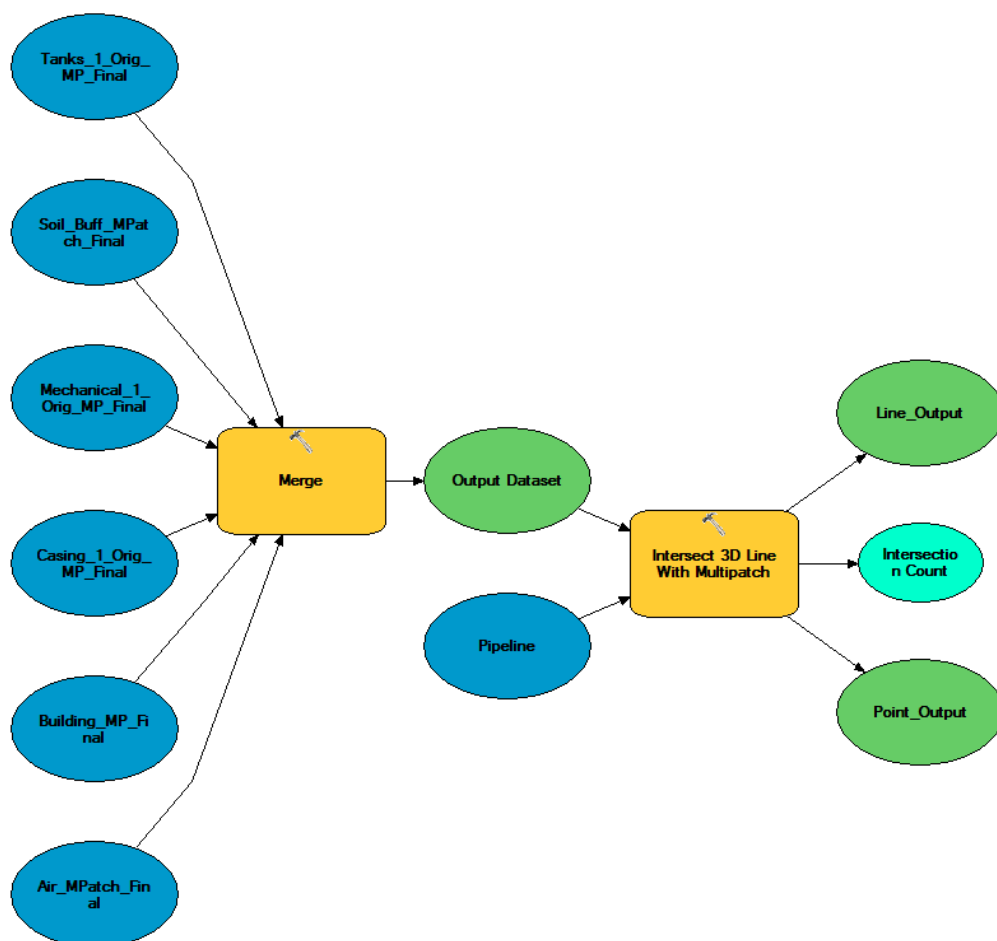 Tanks_1_Orig_
MP_Final
Soil_Buff_MPat
ch_Final
Mechanical_1_
Orig_MP_Final
Casing_1_Orig_
MP_Final
Building_MP_Fi
nal
Air_MPatch_Fin
al
Merge
Output Dataset
Pipeline
Intersect 3D Line
With Multipatch
Line_Output
Intersectio
n Count
Point_Output